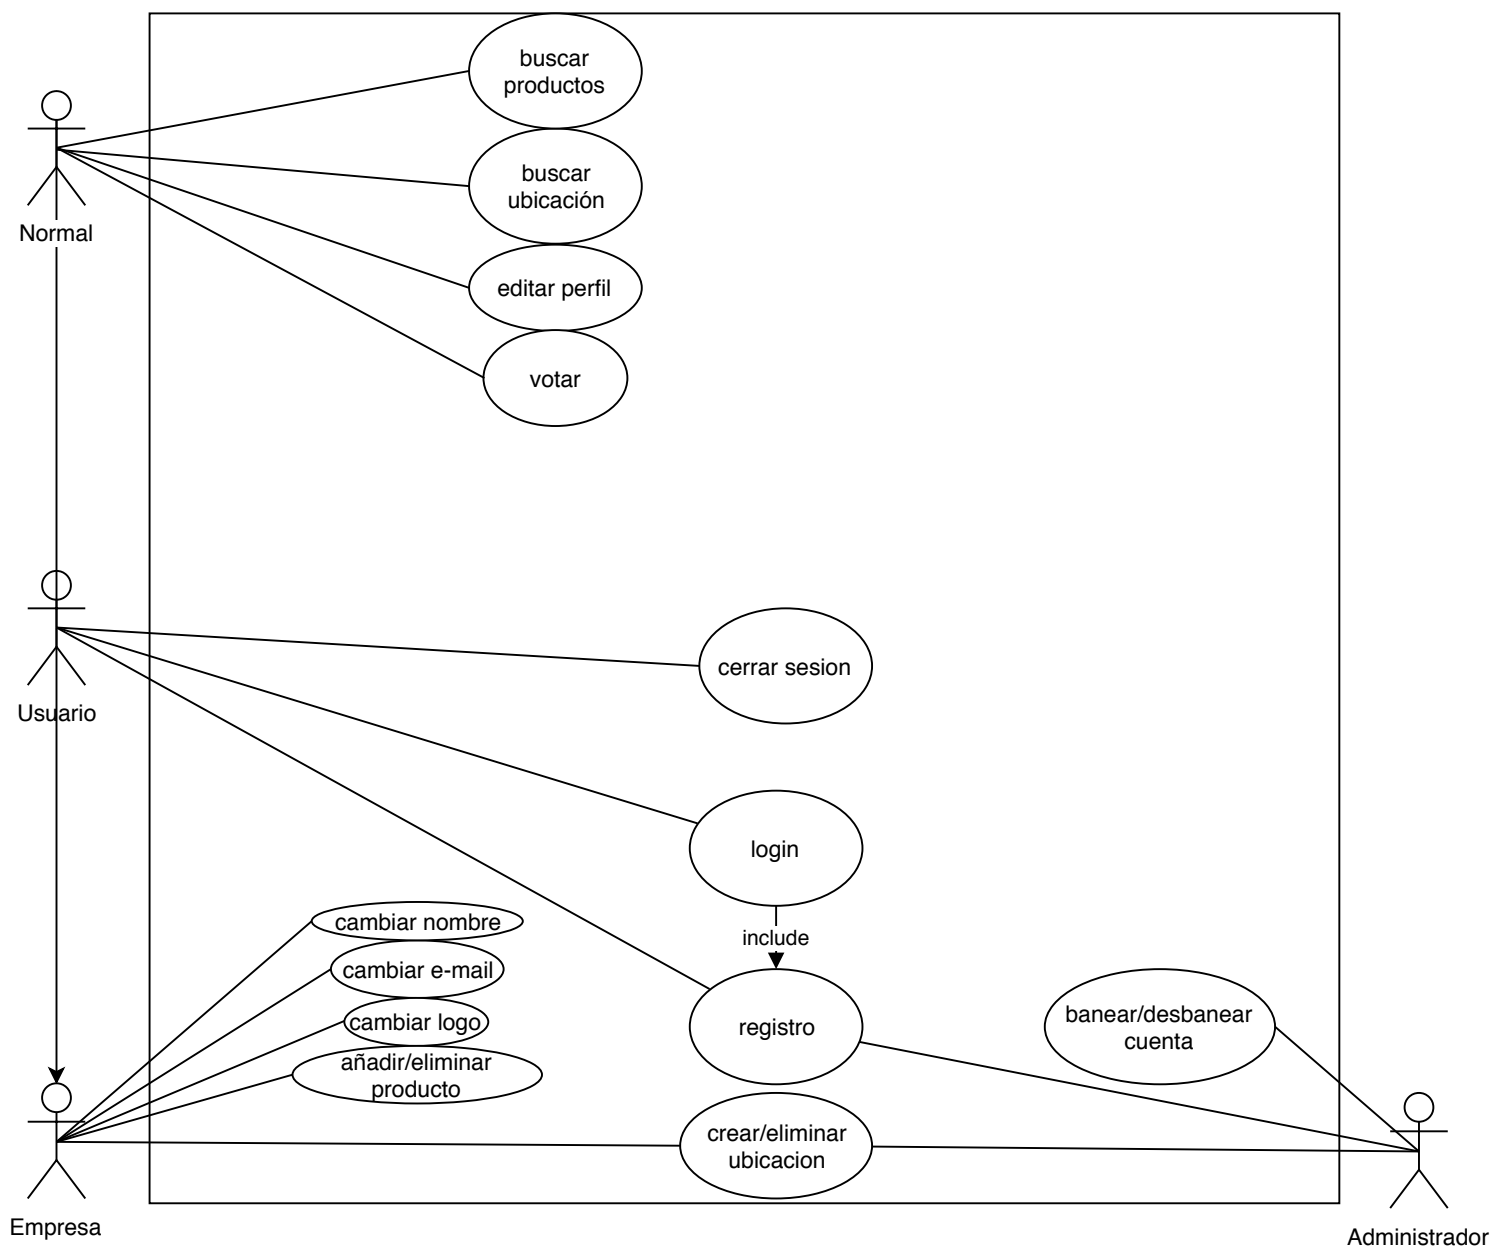 buscar
productos
buscar
ubicación
Normal
editar perfil
votar
cerrar sesion
Usuario
login
cambiar nombre
include
cambiar e-mail
cambiar logo
registro
banear/desbanear
cuenta
añadir/eliminar
producto
crear/eliminar
ubicacion
Empresa
Administrador